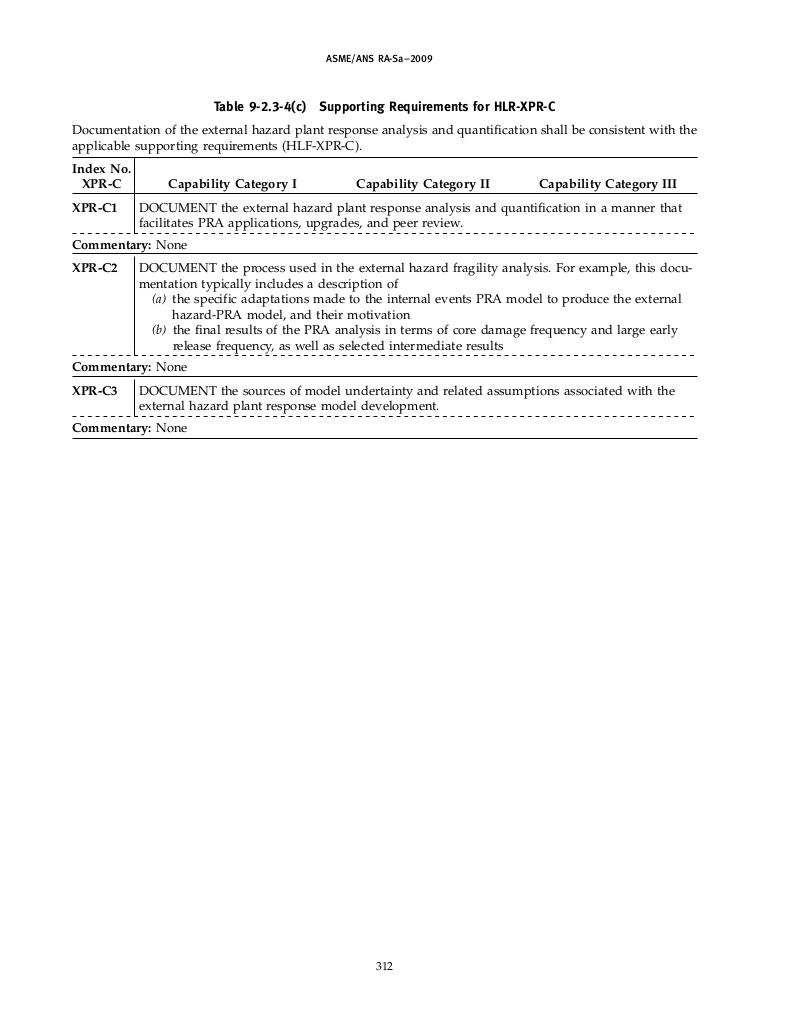 ASME/ANS RA-Sa–2009
Table 9-2.3-4(c) Supporting Requirements for HLR-XPR-C
Documentation of the external hazard plant response analysis and quantification shall be consistent with the
applicable supporting requirements (HLF-XPR-C).
Index No.
XPR-C Capability Category I Capability Category II Capability Category III
XPR-C1 DOCUMENT the external hazard plant response analysis and quantification in a manner that
facilitates PRA applications, upgrades, and peer review.
Commentary: None
XPR-C2 DOCUMENT the process used in the external hazard fragility analysis. For example, this docu-
mentation typically includes a description of
(a) the specific adaptations made to the internal events PRA model to produce the external
hazard-PRA model, and their motivation
(b) the final results of the PRA analysis in terms of core damage frequency and large early
release frequency, as well as selected intermediate results
Commentary: None
XPR-C3 DOCUMENT the sources of model undertainty and related assumptions associated with the
external hazard plant response model development.
Commentary: None
312